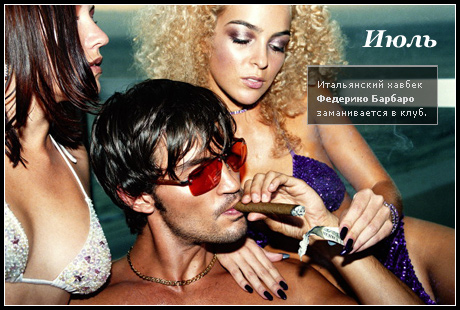 Июль
Итальянский хавбек
Федерико Барбаро
заманивается в клуб.